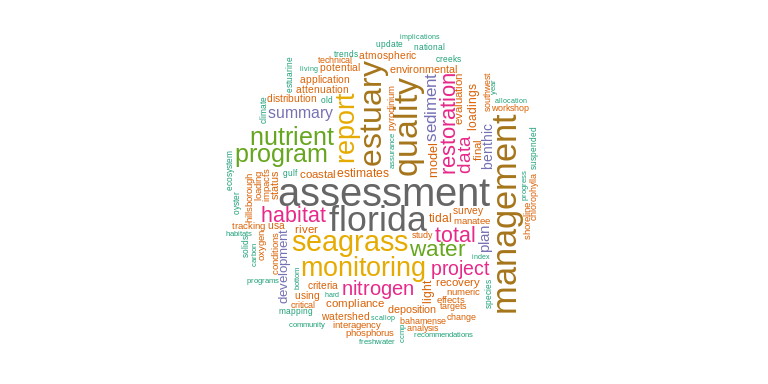 implications
update
national
trends
atmospheric
creeks
technical
living
potential
environmental
estuarine
application
attenuation
distribution
old
climate
summary
report
estuary
pyrodinium
assurance
quality
sediment
model
restoration
evaluation
data
loadings
final
southwest
year
allocation
workshop
benthic
suspended
management
nutrient
program
ecosystem
gulf
coastal
estimates
status
impacts
loading
hillsborough
oyster
assessment
florida
habitat
tidal
survey
manatee
progress
chlorophylla
shoreline
tracking
usa
river
habitats
solids
carbon
oxygen
conditions
development
seagrass
study
total
water
index
plan
monitoring
project
programs
bottom
criteria
nitrogen
light
recovery
numeric
species
using
hard
critical
compliance
deposition
effects
targets
mapping
watershed
scallop
bahamense
change
community
interagency
analysis
phosphorus
ccmp
recommendations
freshwater